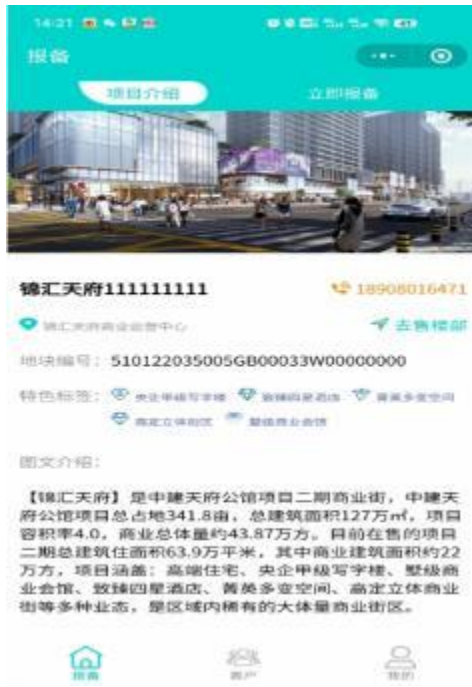 14:21
报备
项目介绍 立即报备
锦汇天府111111111 18908016471
锦汇天府商业运营中心 去售楼部
地块编号：510122035005GB00033W00000000
特色标签： 央企甲级写字楼 致臻四星酒店 菁英多变空间
高定立体街区 墅级商业会馆
图文介绍：
【锦汇天府】是中建天府公馆项目二期商业街，中建天
府公馆项目总占地341.8亩，总建筑面积127万㎡，项目
容积率4.0，商业总体量约43.87万方。目前在售的项目
二期总建筑住面积63.9万平米，其中商业建筑面积约22
万方，项目涵盖：高端住宅、央企甲级写字楼、墅级商
业会馆、致臻四星酒店、菁英多变空间、高定立体商业
街等多种业态，是区域内稀有的大体量商业街区。
报备 客户 我的